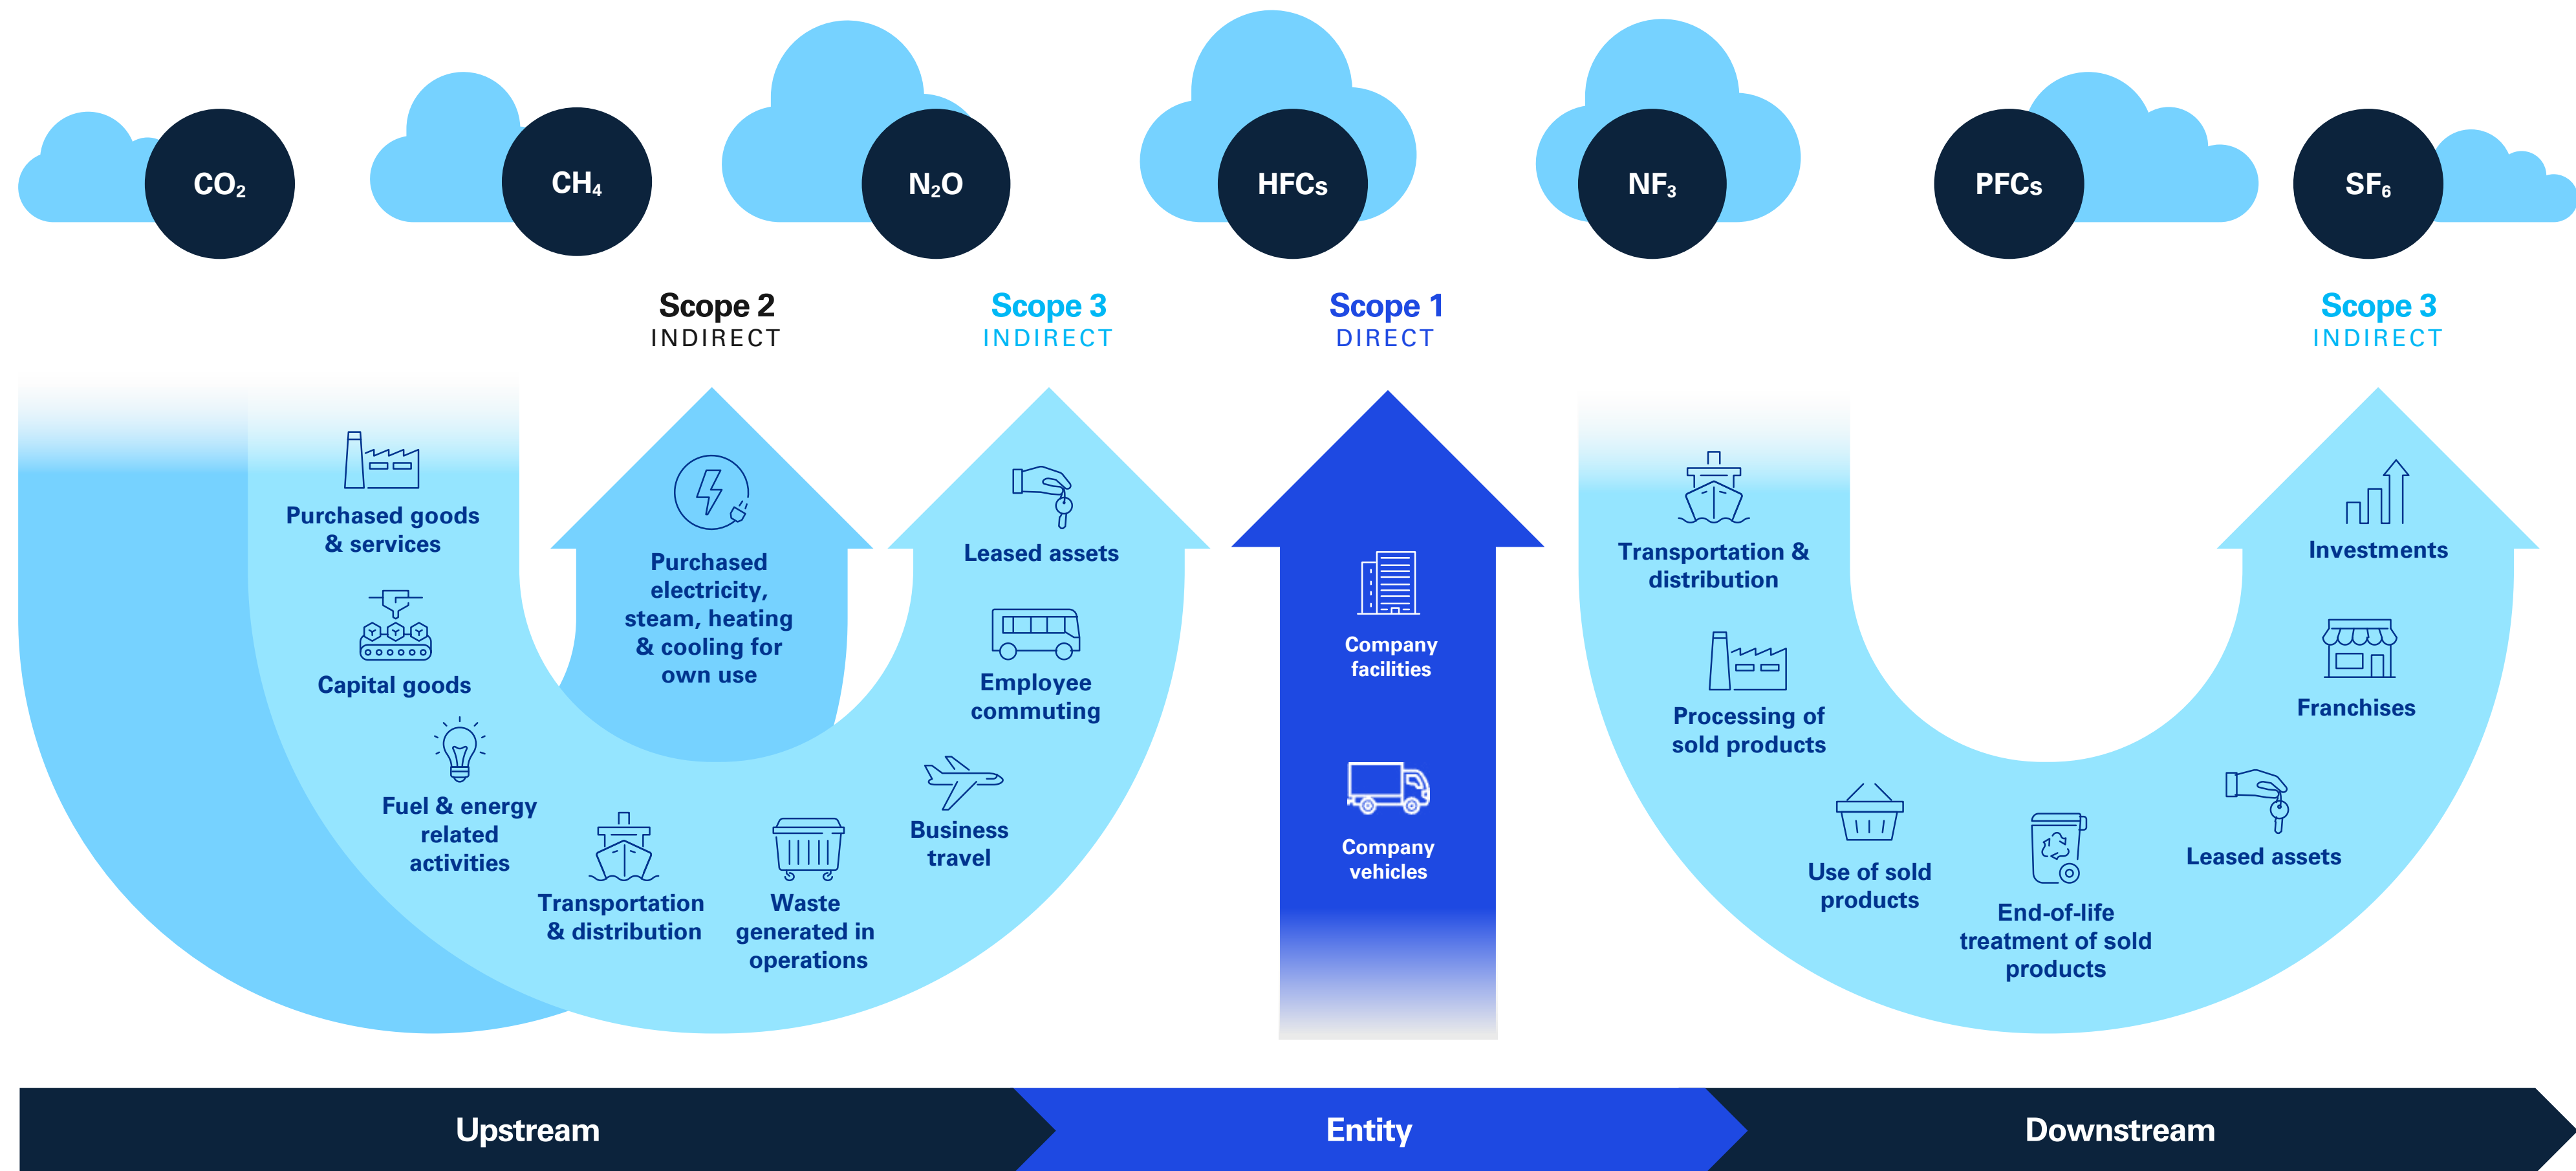 CO₂
CH₄
N₂O
HFCs
NF₃
PFCs
SF₆
Scope 2
INDIRECT
Scope 3
INDIRECT
Scope 1
DIRECT
Scope 3
INDIRECT
Purchased goods
& services
Capital goods
Fuel & energy
related
activities
Transportation
& distribution
Waste
generated in
operations
Business
travel
Employee
commuting
Leased assets
Purchased
electricity,
steam, heating
& cooling for
own use
Company
facilities
Company
vehicles
Transportation &
distribution
Processing of
sold products
Use of sold
products
End-of-life
treatment of sold
products
Leased assets
Franchises
Investments
Upstream
Entity
Downstream